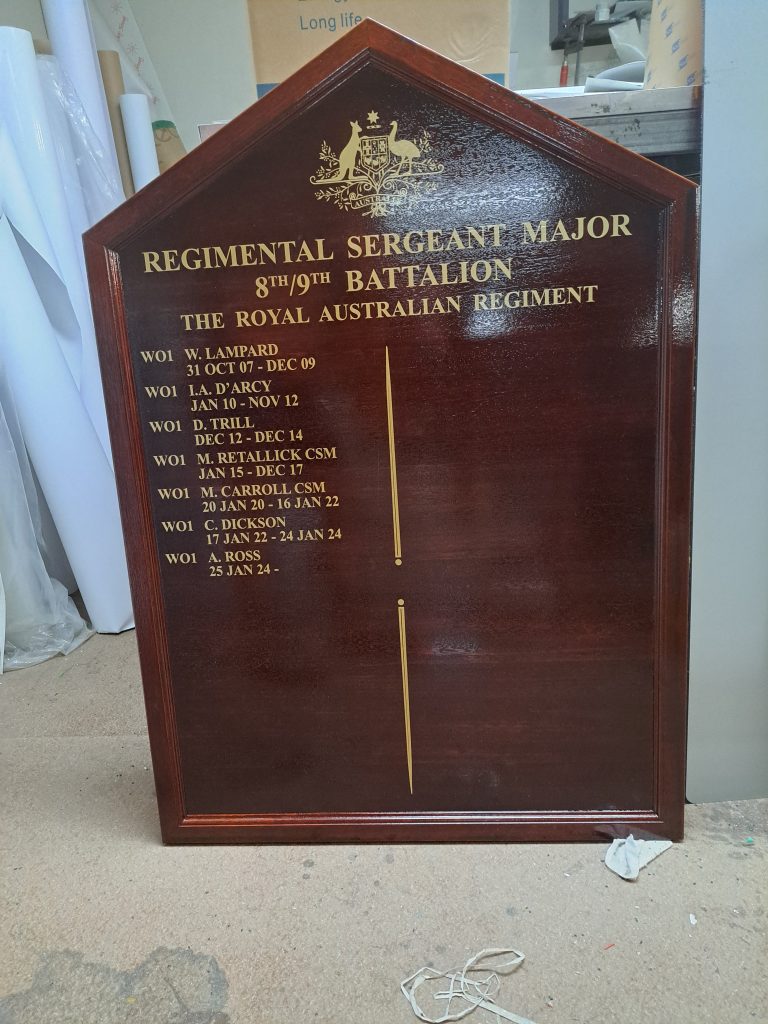 Long life
AUSTRALIA
REGIMENTAL SERGEANT MAJOR
8TH/9TH BATTALION
THE ROYAL AUSTRALIAN REGIMENT
WO1 W. LAMPARD
31 OCT 07 - DEC 09
WO1 I.A. D'ARCY
JAN 10 - NOV 12
WO1 D. TRILL
DEC 12 - DEC 14
WO1 M. RETALLICK CSM
JAN 15 - DEC 17
WO1 M. CARROLL CSM
20 JAN 20 - 16 JAN 22
WO1 C. DICKSON
17 JAN 22 - 24 JAN 24
WO1 A. ROSS
25 JAN 24 -